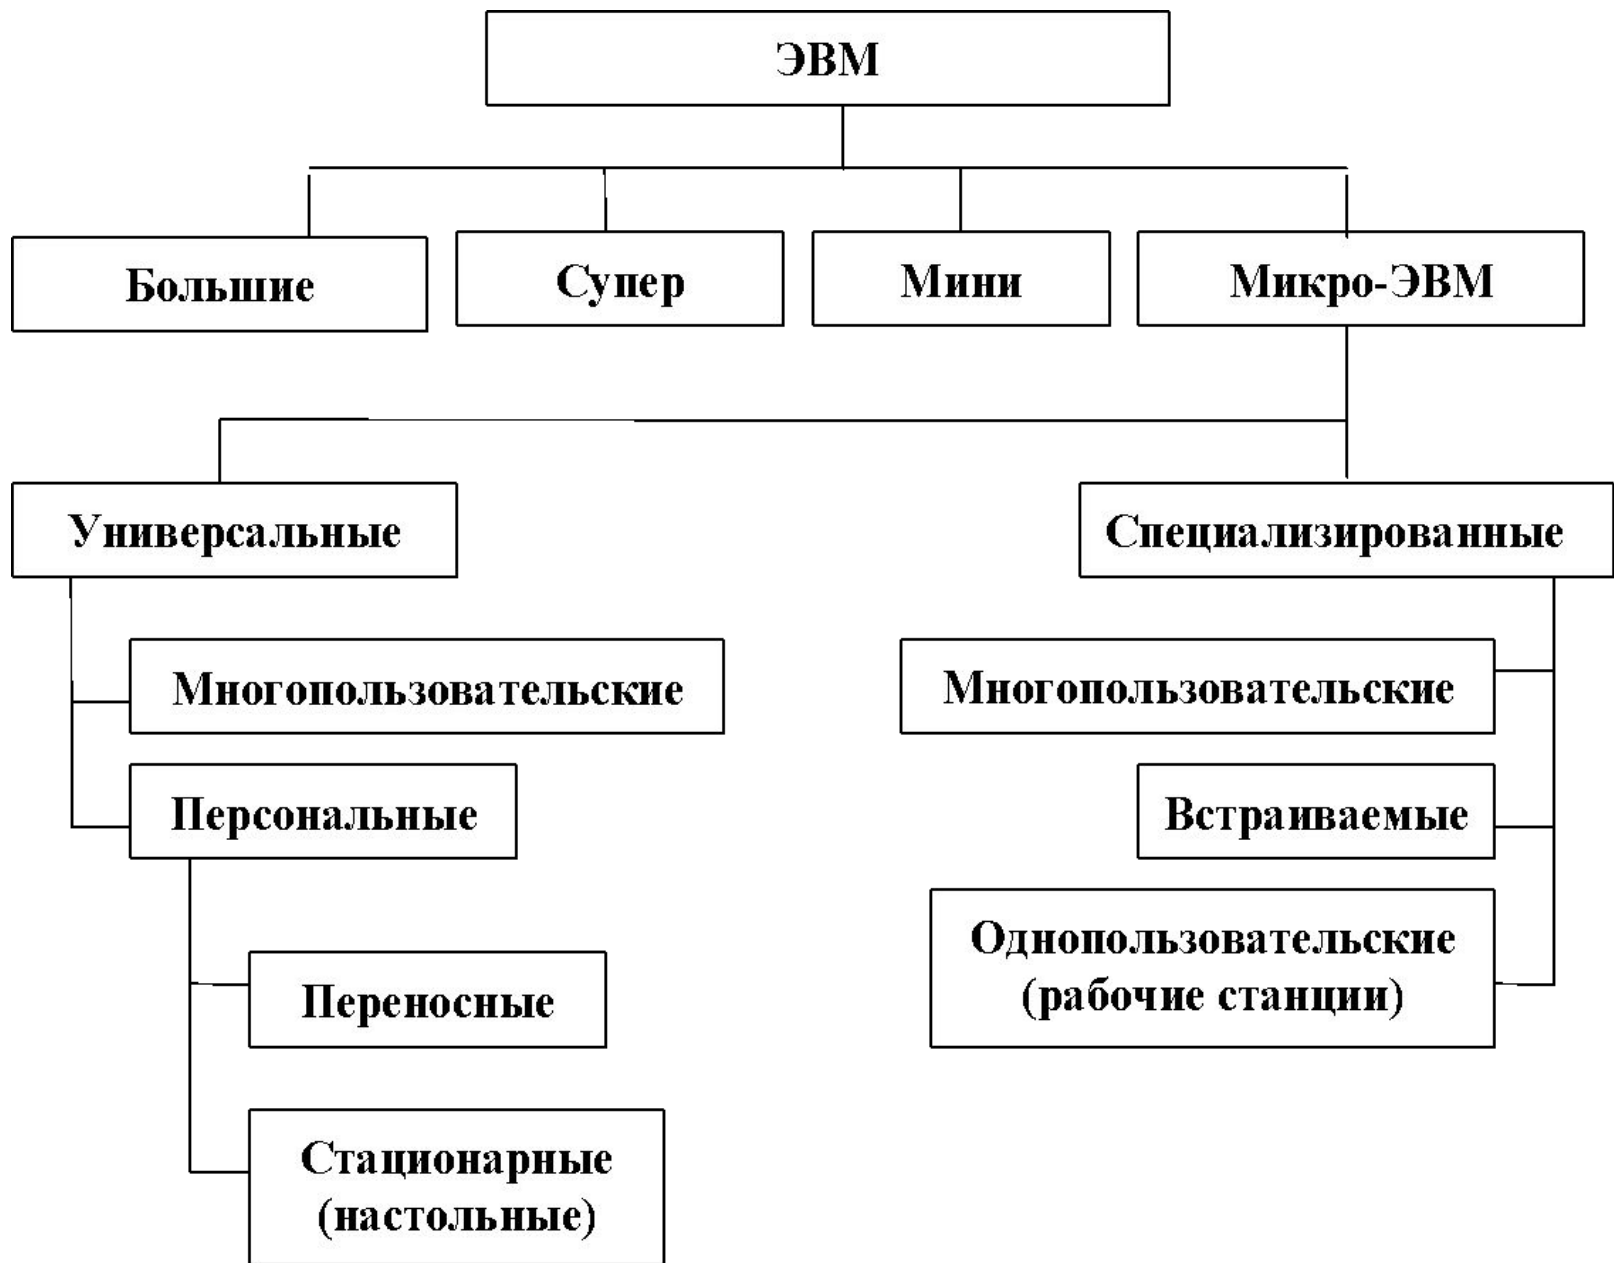 ЭВМ
Большие
Супер
Мини
Микро-ЭВМ
Универсальные
Специализированные
Многопользовательские
Многопользовательские
Персональные
Встраиваемые
Однопользовательские
(рабочие станции)
Переносные
Стационарные
(настольные)